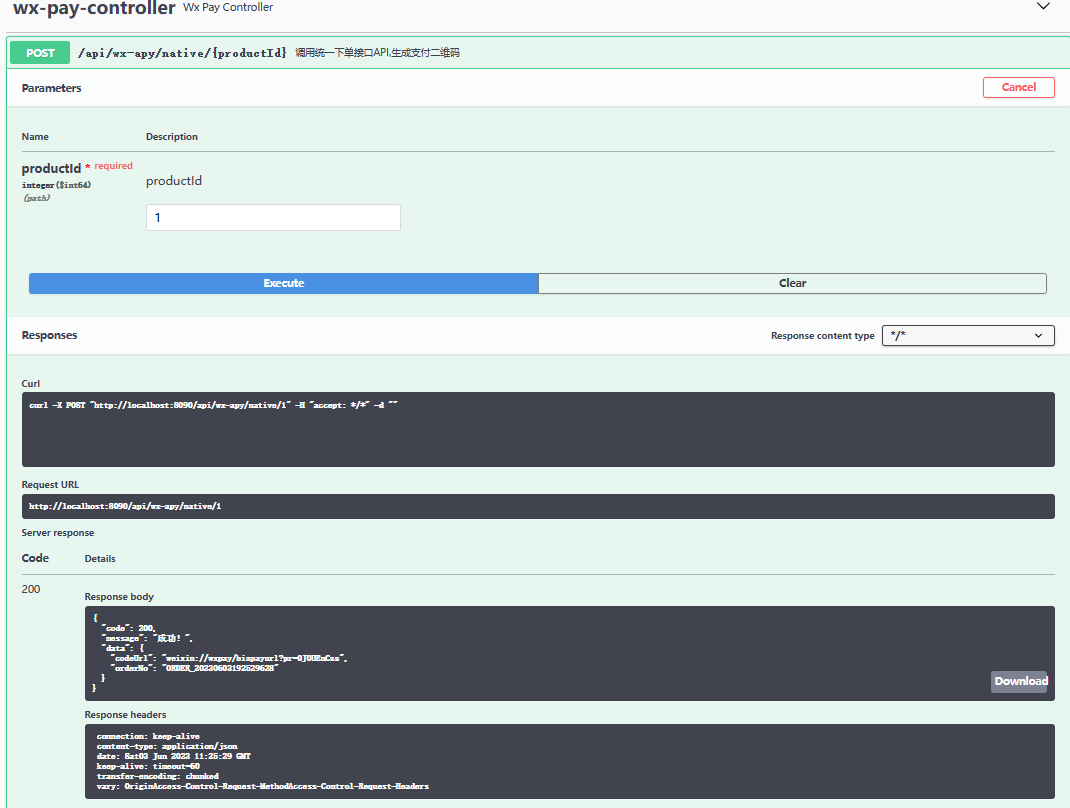 wx-pay-controller Wx Pay Controller
POST /api/wx-apy/native/{productId} 调用统一下单接口API,生成支付二维码
Parameters Cancel
Name Description
productId * required
integer($int64)
(path)
productId
1
Execute Clear
Responses Response content type */*
Curl
curl -X POST "http://localhost:8090/api/wx-apy/native/1" -H "accept: */*" -d ""
Request URL
http://localhost:8090/api/wx-apy/native/1
Server response
Code Details
200
Response body
{
"code": 200,
"message": "成功！",
"data": {
"codeUrl":
"orderNo": "ORDER_20230603192529628"
}
}
Download
Response headers
connection: keep-alive
content-type: application/json
date: Sat03 Jun 2023 11:25:29 GMT
keep-alive: timeout=60
transfer-encoding: chunked
vary: OriginAccess-Control-Request-MethodAccess-Control-Request-Headers